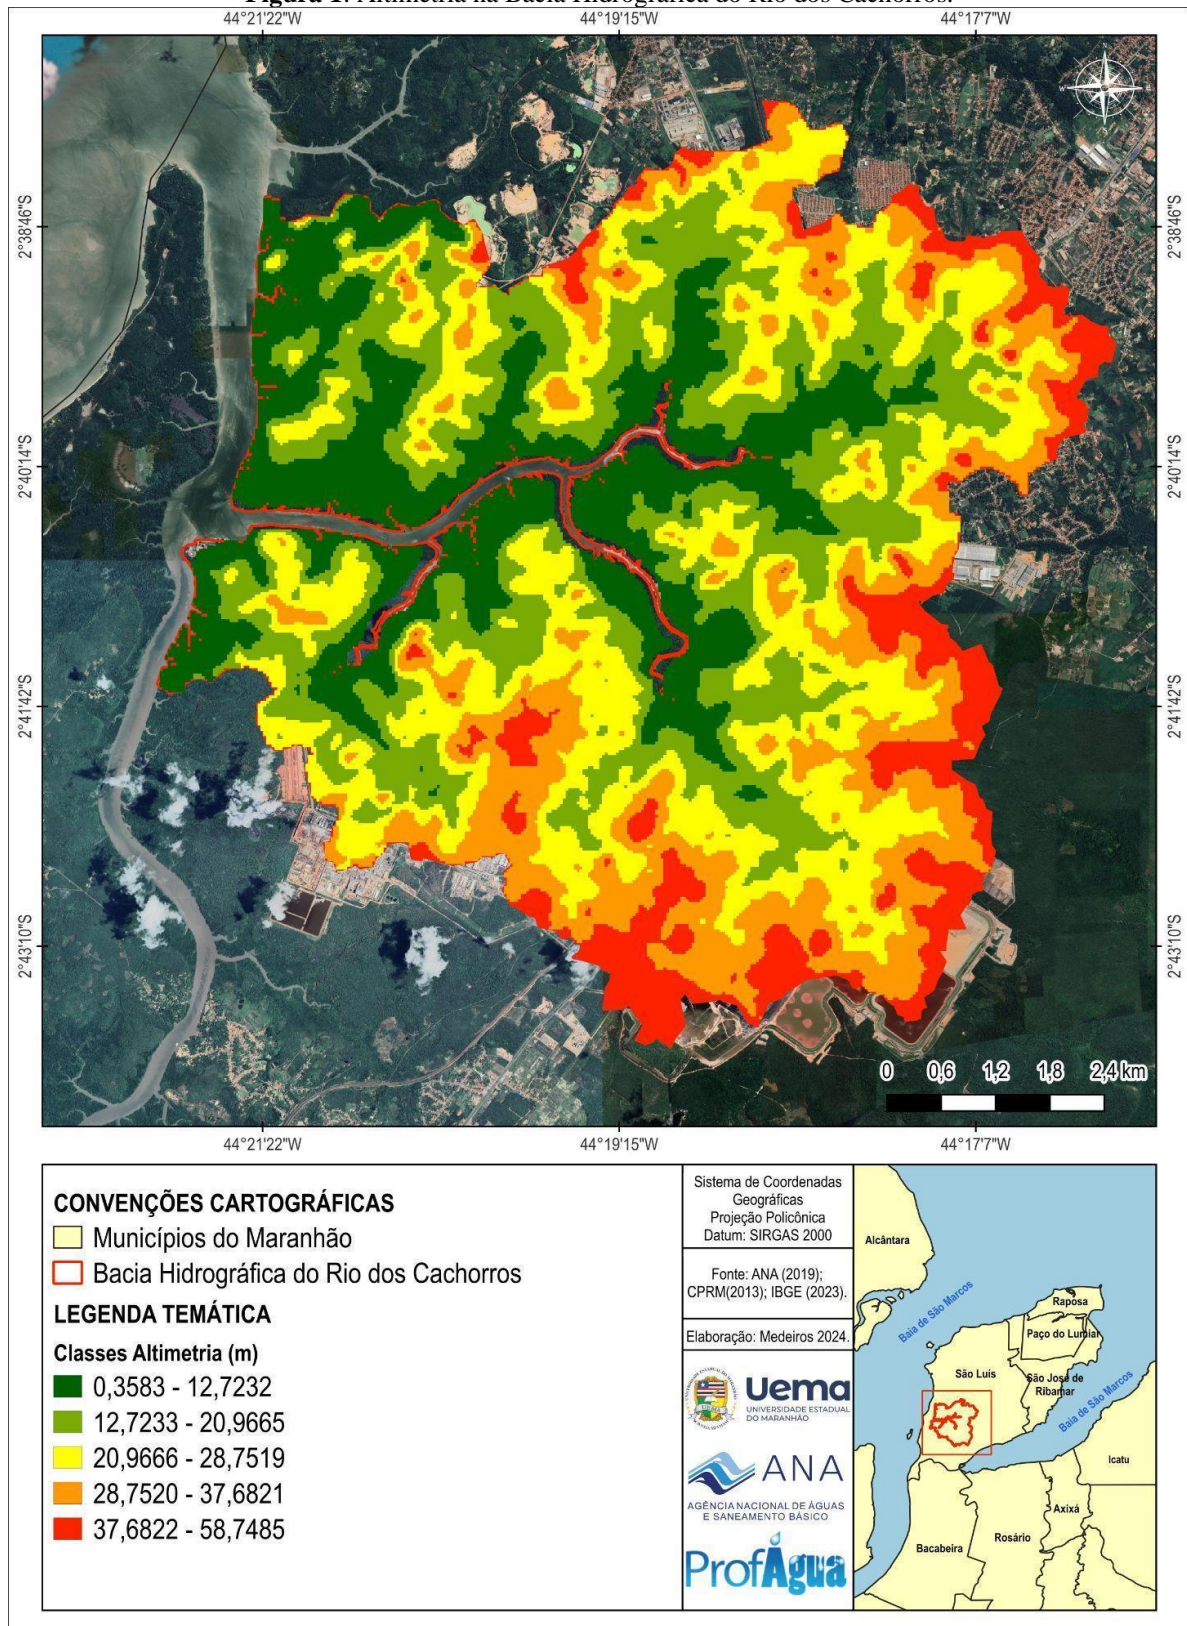 Figura 1. Altimetria na Bacia Hidrográfica do Rio dos Cachorros.
44°21'22"W 44°19'15"W 44°17'7"W
N
W
2°38'46"S 2°38'46"S
2°40'14"S 2°40'14"S
2°41'42"S 2°41'42"S
2°43'10"S 2°43'10"S
0 0,6 1,2 1,8 2,4 km
44°21'22"W 44°19'15"W 44°17'7"W
CONVENÇÕES CARTOGRÁFICAS
Municípios do Maranhão
Bacia Hidrográfica do Rio dos Cachorros
LEGENDA TEMÁTICA
Classes Altimetria (m)
0,3583 - 12,7232
12,7233 - 20,9665
20,9666 - 28,7519
28,7520 - 37,6821
37,6822 - 58,7485
Sistema de Coordenadas
Geográficas
Projeção Policônica
Datum: SIRGAS 2000
Fonte: ANA (2019);
CPRM(2013); IBGE (2023).
Elaboração: Medeiros 2024.
Uema
UNIVERSIDADE ESTADUAL
DO MARANHÃO
ANA
AGÊNCIA NACIONAL DE ÁGUAS
E SANEAMENTO BÁSICO
ProfÁgua
Alcântara
Baia de São Marcos
Raposa
Paço do Lumiar
São Luís
São José de
Ribamar
Baia de São Marcos
Icatu
Axixá
Rosário
Bacabeira